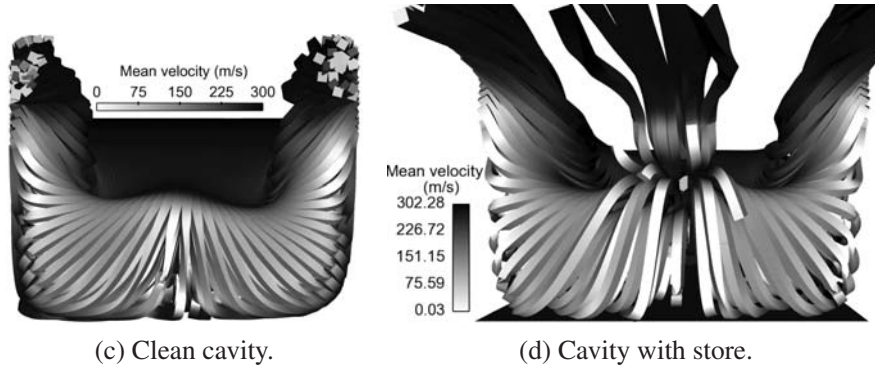 Mean velocity (m/s)
0 75 150 225 300
Mean velocity
(m/s)
302.28
226.72
151.15
75.59
0.03
(c) Clean cavity.
(d) Cavity with store.